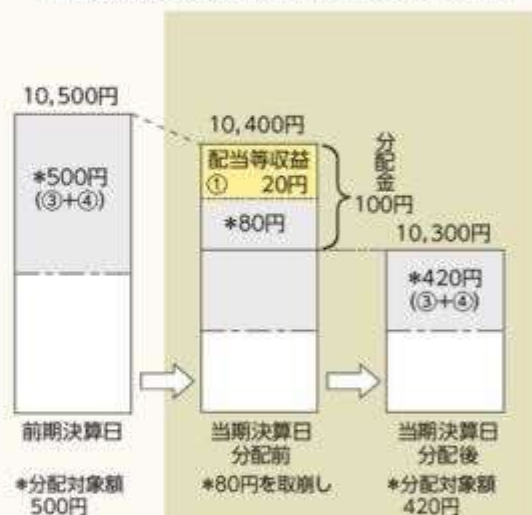 10,500円
*500円
(③+④)
前期決算日
*分配対象額
500円
10,400円
配当等収益
① 20円
*80円
分配金
100円
当期決算日
分配前
*80円を取崩し
10,300円
*420円
(③+④)
当期決算日
分配後
*分配対象額
420円